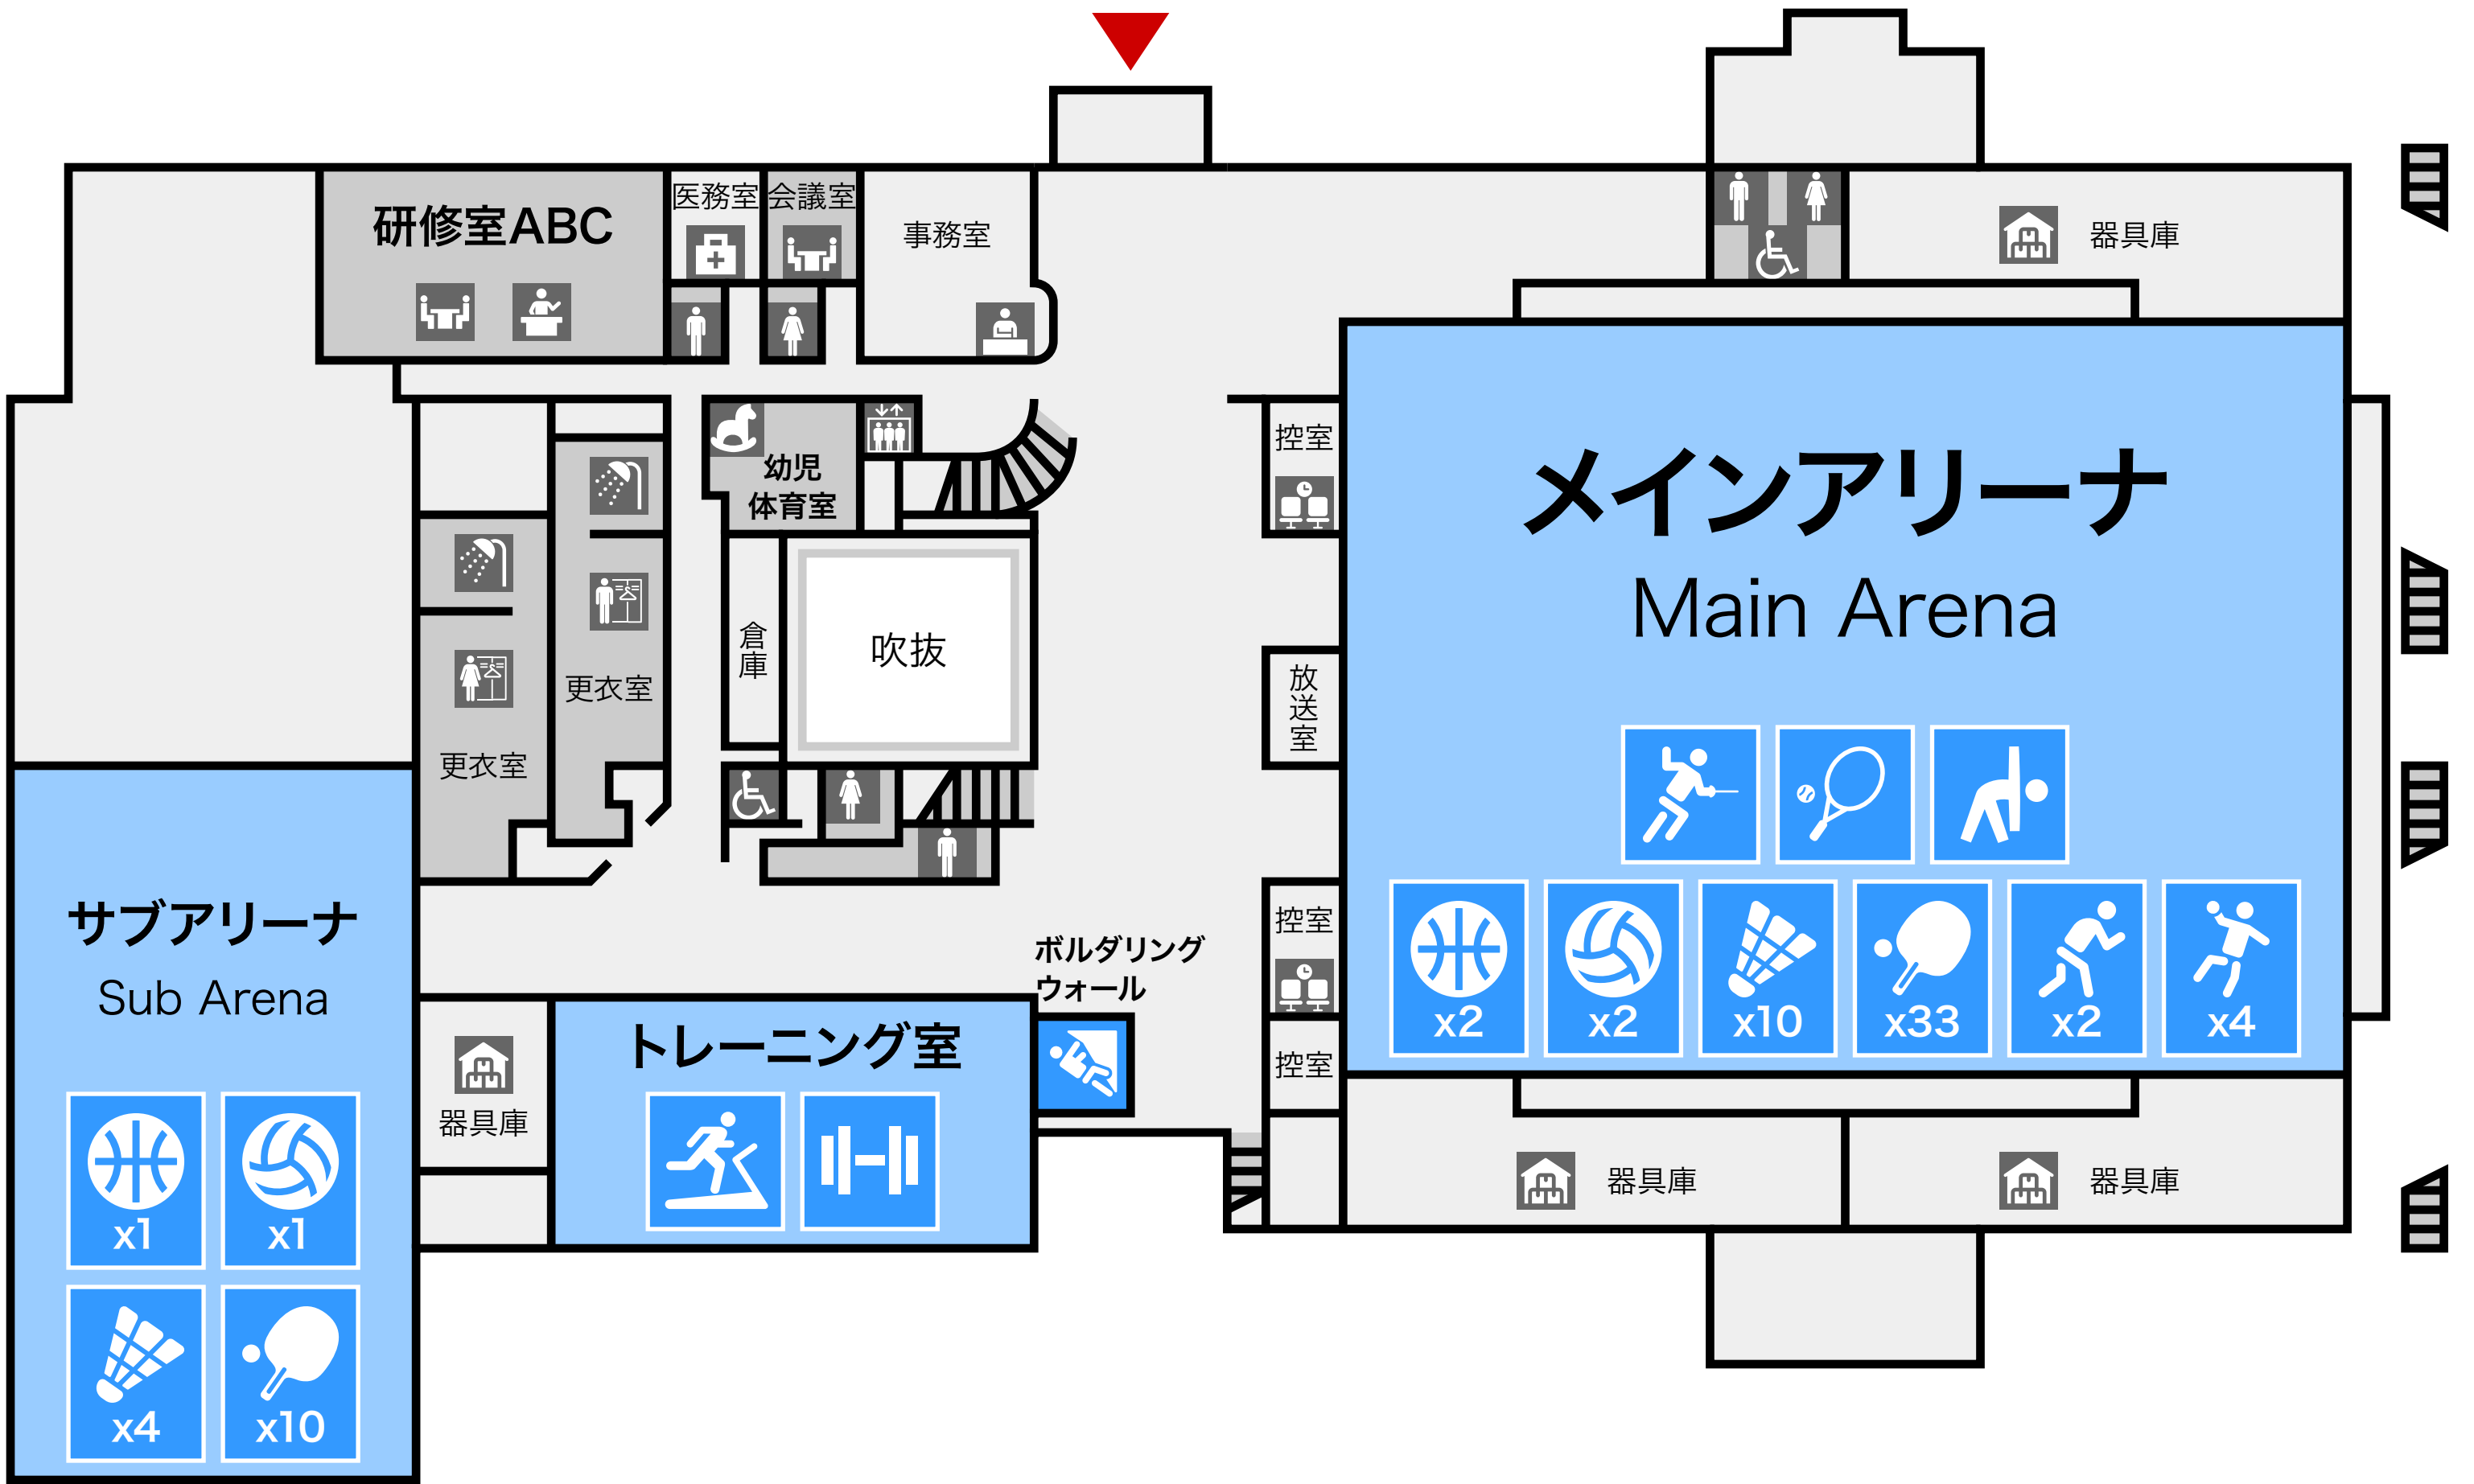 研修室ABC
医務室
会議室
事務室
器具庫
幼児
体育室
控室
メインアリーナ
Main Arena
更衣室
更衣室
倉庫
吹抜
放送室
サブアリーナ
Sub Arena
x1
x1
x4
x10
器具庫
トレーニング室
ボルダリング
ウォール
控室
控室
x2
x2
x10
x33
x2
x4
器具庫
器具庫